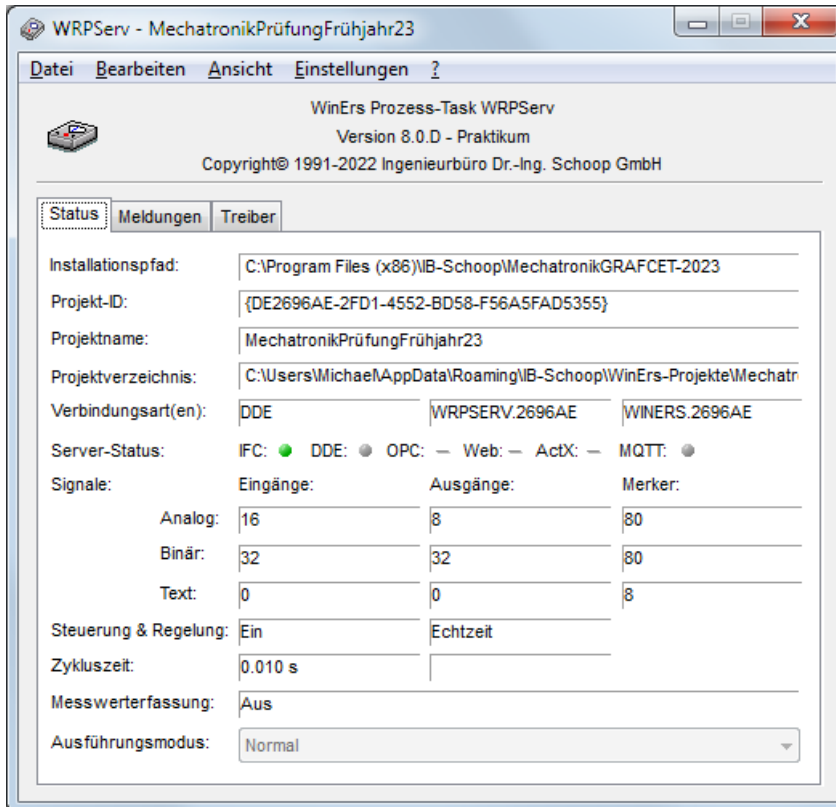 WRPServ - MechatronikPrüfungFrühjahr23
Datei Bearbeiten Ansicht Einstellungen ?
WinErs Prozess-Task WRPServ
Version 8.0.D - Praktikum
Copyright© 1991-2022 Ingenieurbüro Dr.-Ing. Schoop GmbH
Status Meldungen Treiber
Installationspfad: C:\Program Files (x86)\IB-Schoop\MechatronikGRAFCET-2023
Projekt-ID: {DE2696AE-2FD1-4552-BD58-F56A5FAD5355}
Projektname: MechatronikPrüfungFrühjahr23
Projektverzeichnis: C:\Users\Michael\AppData\Roaming\IB-Schoop\WinErs-Projekte\Mechatr
Verbindungsart(en): DDE WRPSERV.2696AE WINERS.2696AE
Server-Status: IFC: DDE: OPC: – Web: – ActX: – MQTT:
Signale: Eingänge: Ausgänge: Merker:
Analog: 16 8 80
Binär: 32 32 80
Text: 0 0 8
Steuerung & Regelung: Ein Echtzeit
Zykluszeit: 0.010 s
Messwerterfassung: Aus
Ausführungsmodus: Normal